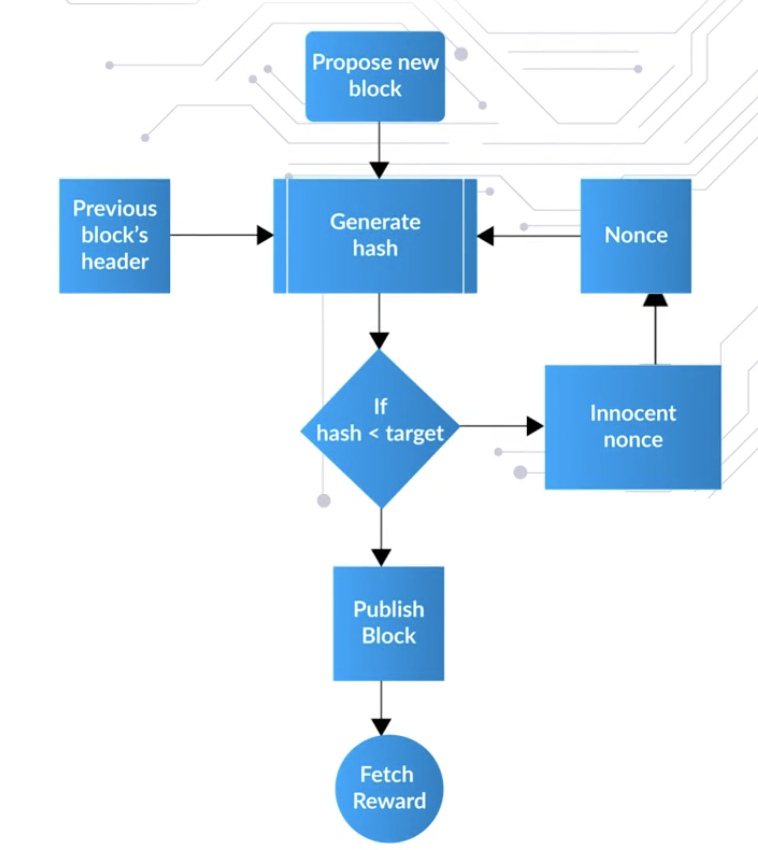 Propose new
block
Previous
block's
header
Generate
hash
Nonce
If
hash < target
Innocent
nonce
Publish
Block
Fetch
Reward